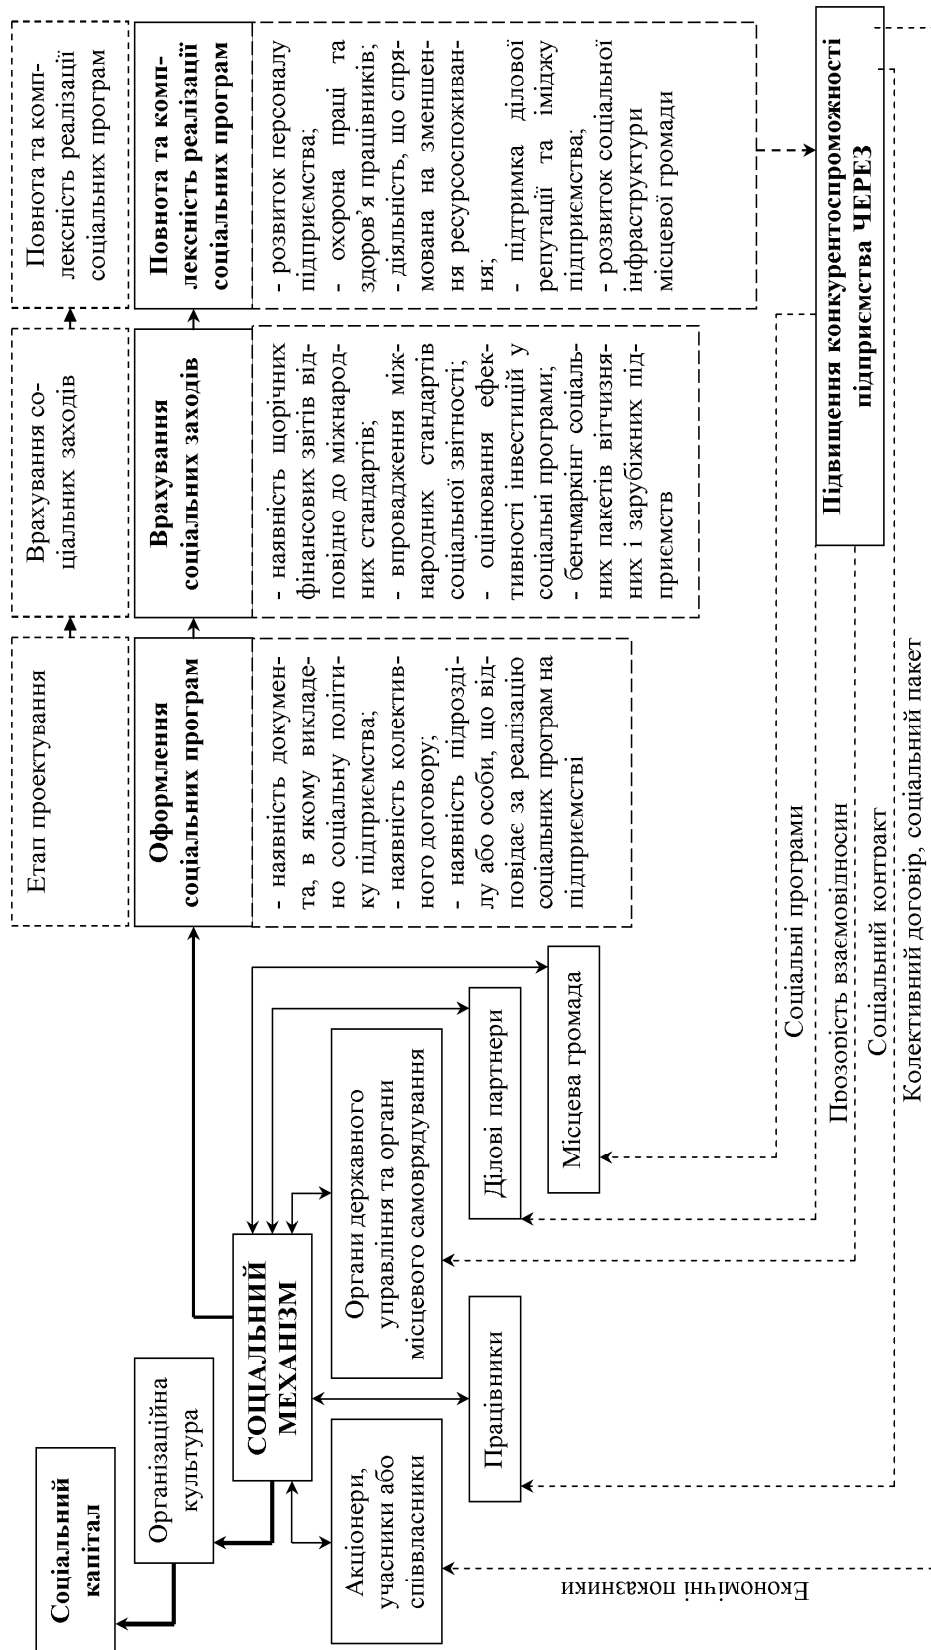 Соціальний
капітал
Організаційна
культура
СОЦІАЛЬНИЙ
МЕХАНІЗМ
Акціонери,
учасники або
співвласники
Працівники
Органи державного
управління та органи
місцевого самоврядування
Ділові партнери
Місцева громада
Етап проектування
Оформлення
соціальних програм
- наявність докумен-
та, в якому викладе-
но соціальну політи-
ку підприємства;
- наявність колектив-
ного договору;
- наявність підрозді-
лу або особи, що від-
повідає за реалізацію
соціальних програм на
підприємстві
Врахування со-
ціальних заходів
Врахування
соціальних заходів
- наявність щорічних
фінансових звітів від-
повідно до міжнарод-
них стандартів;
- впровадження між-
народних стандартів
соціальної звітності;
- оцінювання ефек-
тивності інвестицій у
соціальні програми;
- бенчмаркінг соціаль-
них пакетів вітчизня-
них і зарубіжних під-
приємств
Повнота та комп-
лексність реалізації
соціальних програм
Повнота та комп-
лексність реалізації
соціальних програм
- розвиток персоналу
підприємства;
- охорона праці та
здоров'я працівників;
- діяльність, що спря-
мована на зменшен-
ня ресурсоспоживан-
ня;
- підтримка ділової
репутації та іміджу
підприємства;
- розвиток соціальної
інфраструктури
місцевої громади
Підвищення конкурентоспроможності
підприємства ЧЕРЕЗ
Соціальні програми
Прозорість взаємовідносин
Соціальний контракт
Колективний договір, соціальний пакет
Економічні показники